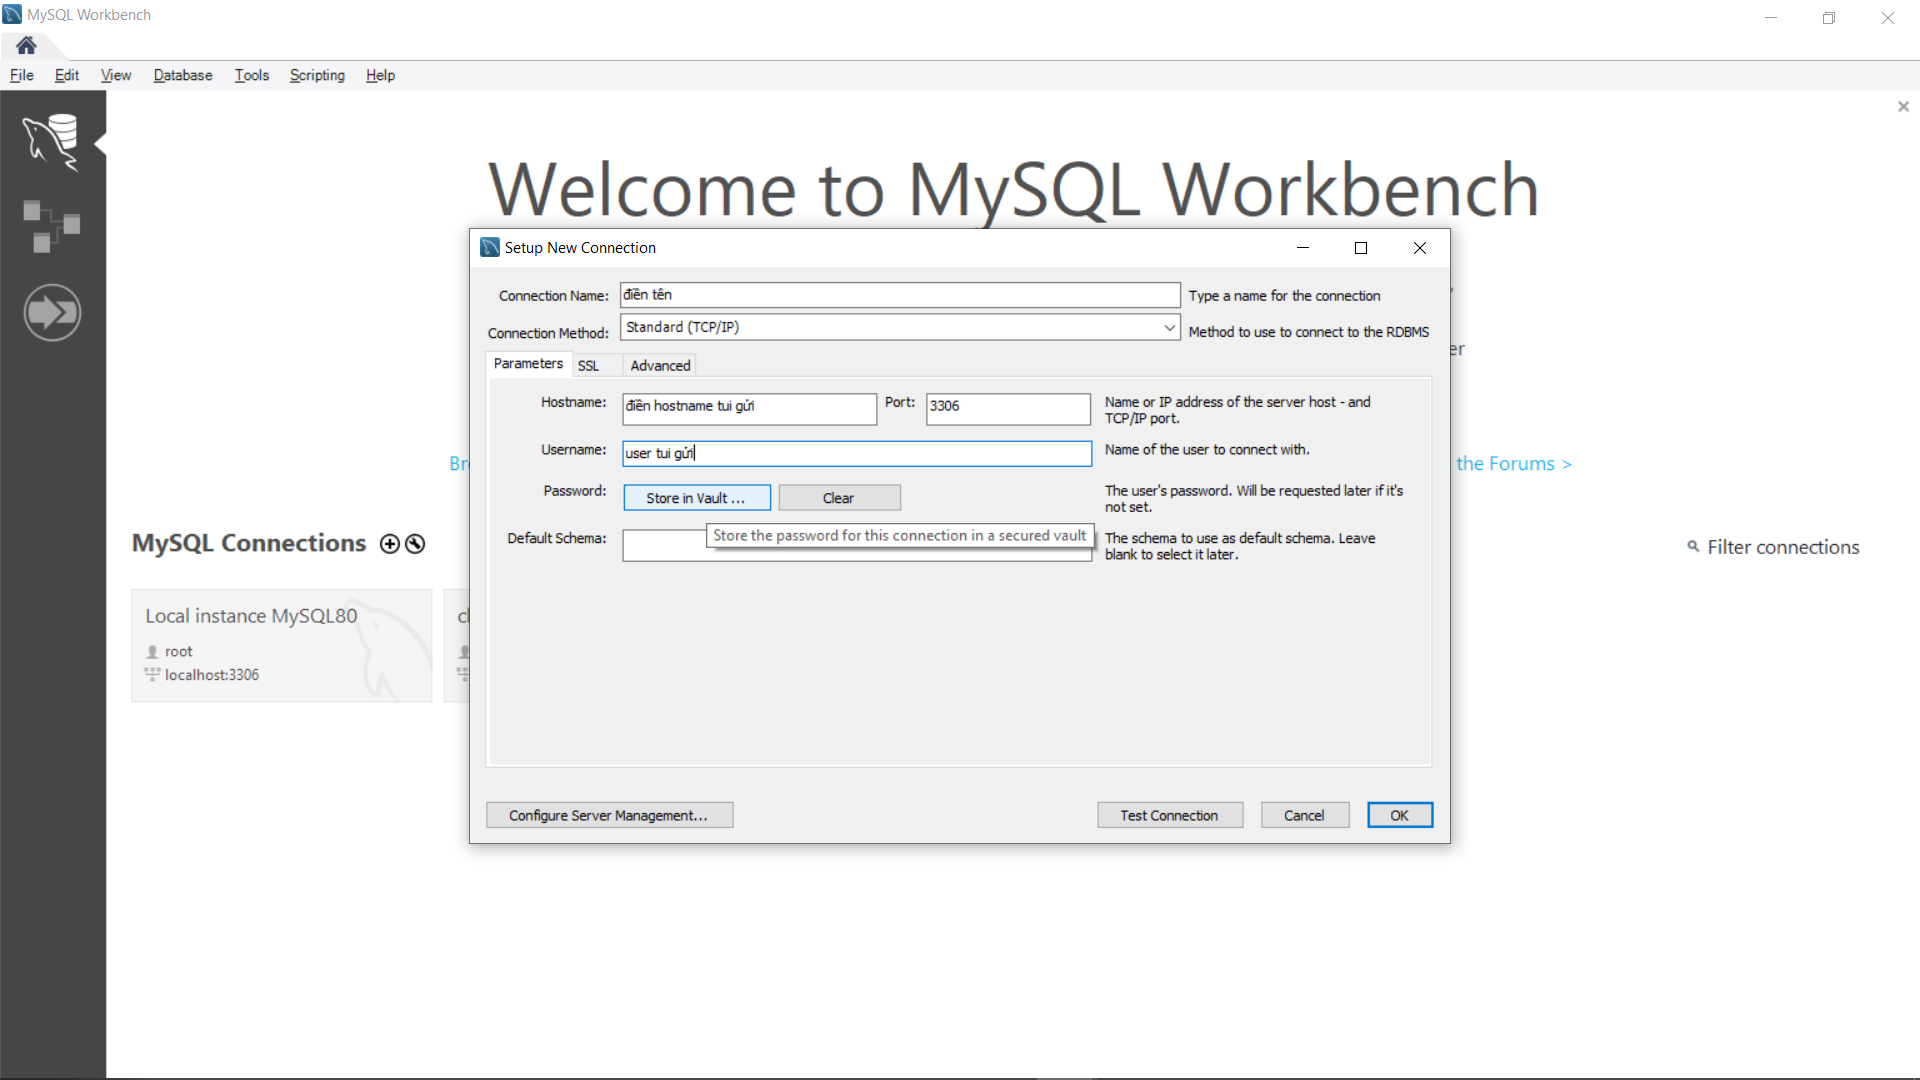 MySQL Workbench
File Edit View Database Tools Scripting Help
Welcome to MySQL Workbench
Setup New Connection
Connection Name: điền tên Type a name for the connection
Connection Method: Standard (TCP/IP) Method to use to connect to the RDBMS
Parameters SSL Advanced
er
Hostname: điền hostname tui gửi Port: 3306 Name or IP address of the server host - and
TCP/IP port.
Username: user tui gửi Name of the user to connect with.
Br the Forums >
Password: Store in Vault ... Clear The user's password. Will be requested later if it's
not set.
Store the password for this connection in a secured vault
Default Schema: The schema to use as default schema. Leave
blank to select it later.
MySQL Connections Filter connections
Local instance MySQL80
root
localhost:3306
cl
Configure Server Management... Test Connection Cancel OK